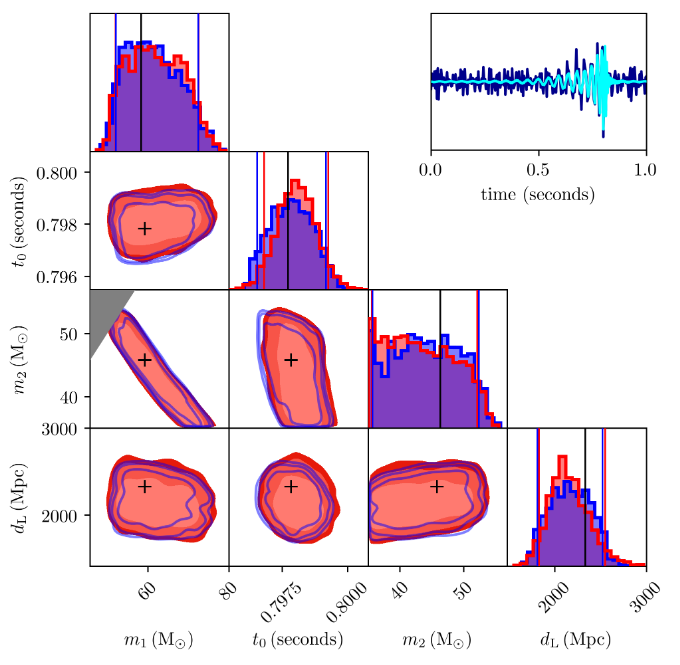 0.0
0.5
1.0
time (seconds)
0.800
0.798
0.796
t₀ (seconds)
50
40
m₂ (M⊙)
3000
2000
d_L (Mpc)
60
80
0.7975
0.8000
40
50
2000
3000
m₁ (M⊙)
t₀ (seconds)
m₂ (M⊙)
d_L (Mpc)